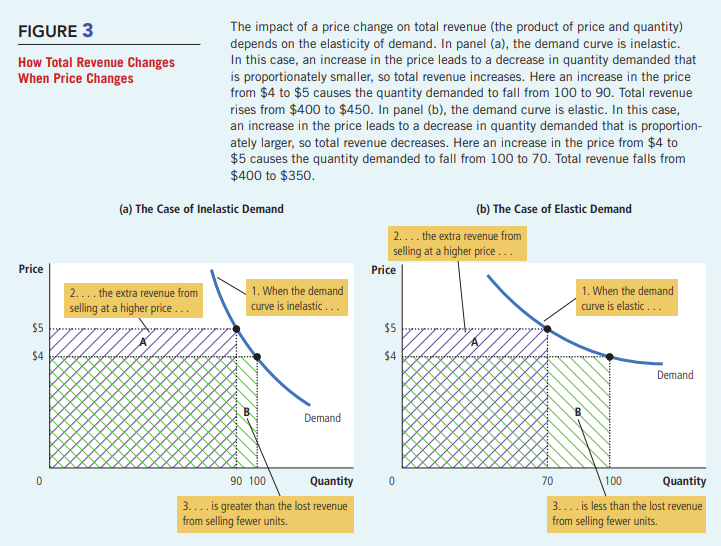 FIGURE 3
How Total Revenue Changes
When Price Changes
The impact of a price change on total revenue (the product of price and quantity)
depends on the elasticity of demand. In panel (a), the demand curve is inelastic.
In this case, an increase in the price leads to a decrease in quantity demanded that
is proportionately smaller, so total revenue increases. Here an increase in the price
from $4 to $5 causes the quantity demanded to fall from 100 to 90. Total revenue
rises from $400 to $450. In panel (b), the demand curve is elastic. In this case,
an increase in the price leads to a decrease in quantity demanded that is proportion-
ately larger, so total revenue decreases. Here an increase in the price from $4 to
$5 causes the quantity demanded to fall from 100 to 70. Total revenue falls from
$400 to $350.
(a) The Case of Inelastic Demand
Price
2. . . . the extra revenue from
selling at a higher price . . .
1. When the demand
curve is inelastic . . .
$5
A
$4
B
Demand
0
90 100
Quantity
3. . . . is greater than the lost revenue
from selling fewer units.
(b) The Case of Elastic Demand
2. . . . the extra revenue from
selling at a higher price . . .
Price
1. When the demand
curve is elastic . . .
$5
A
$4
Demand
B
0
70
100
Quantity
3. . . . is less than the lost revenue
from selling fewer units.